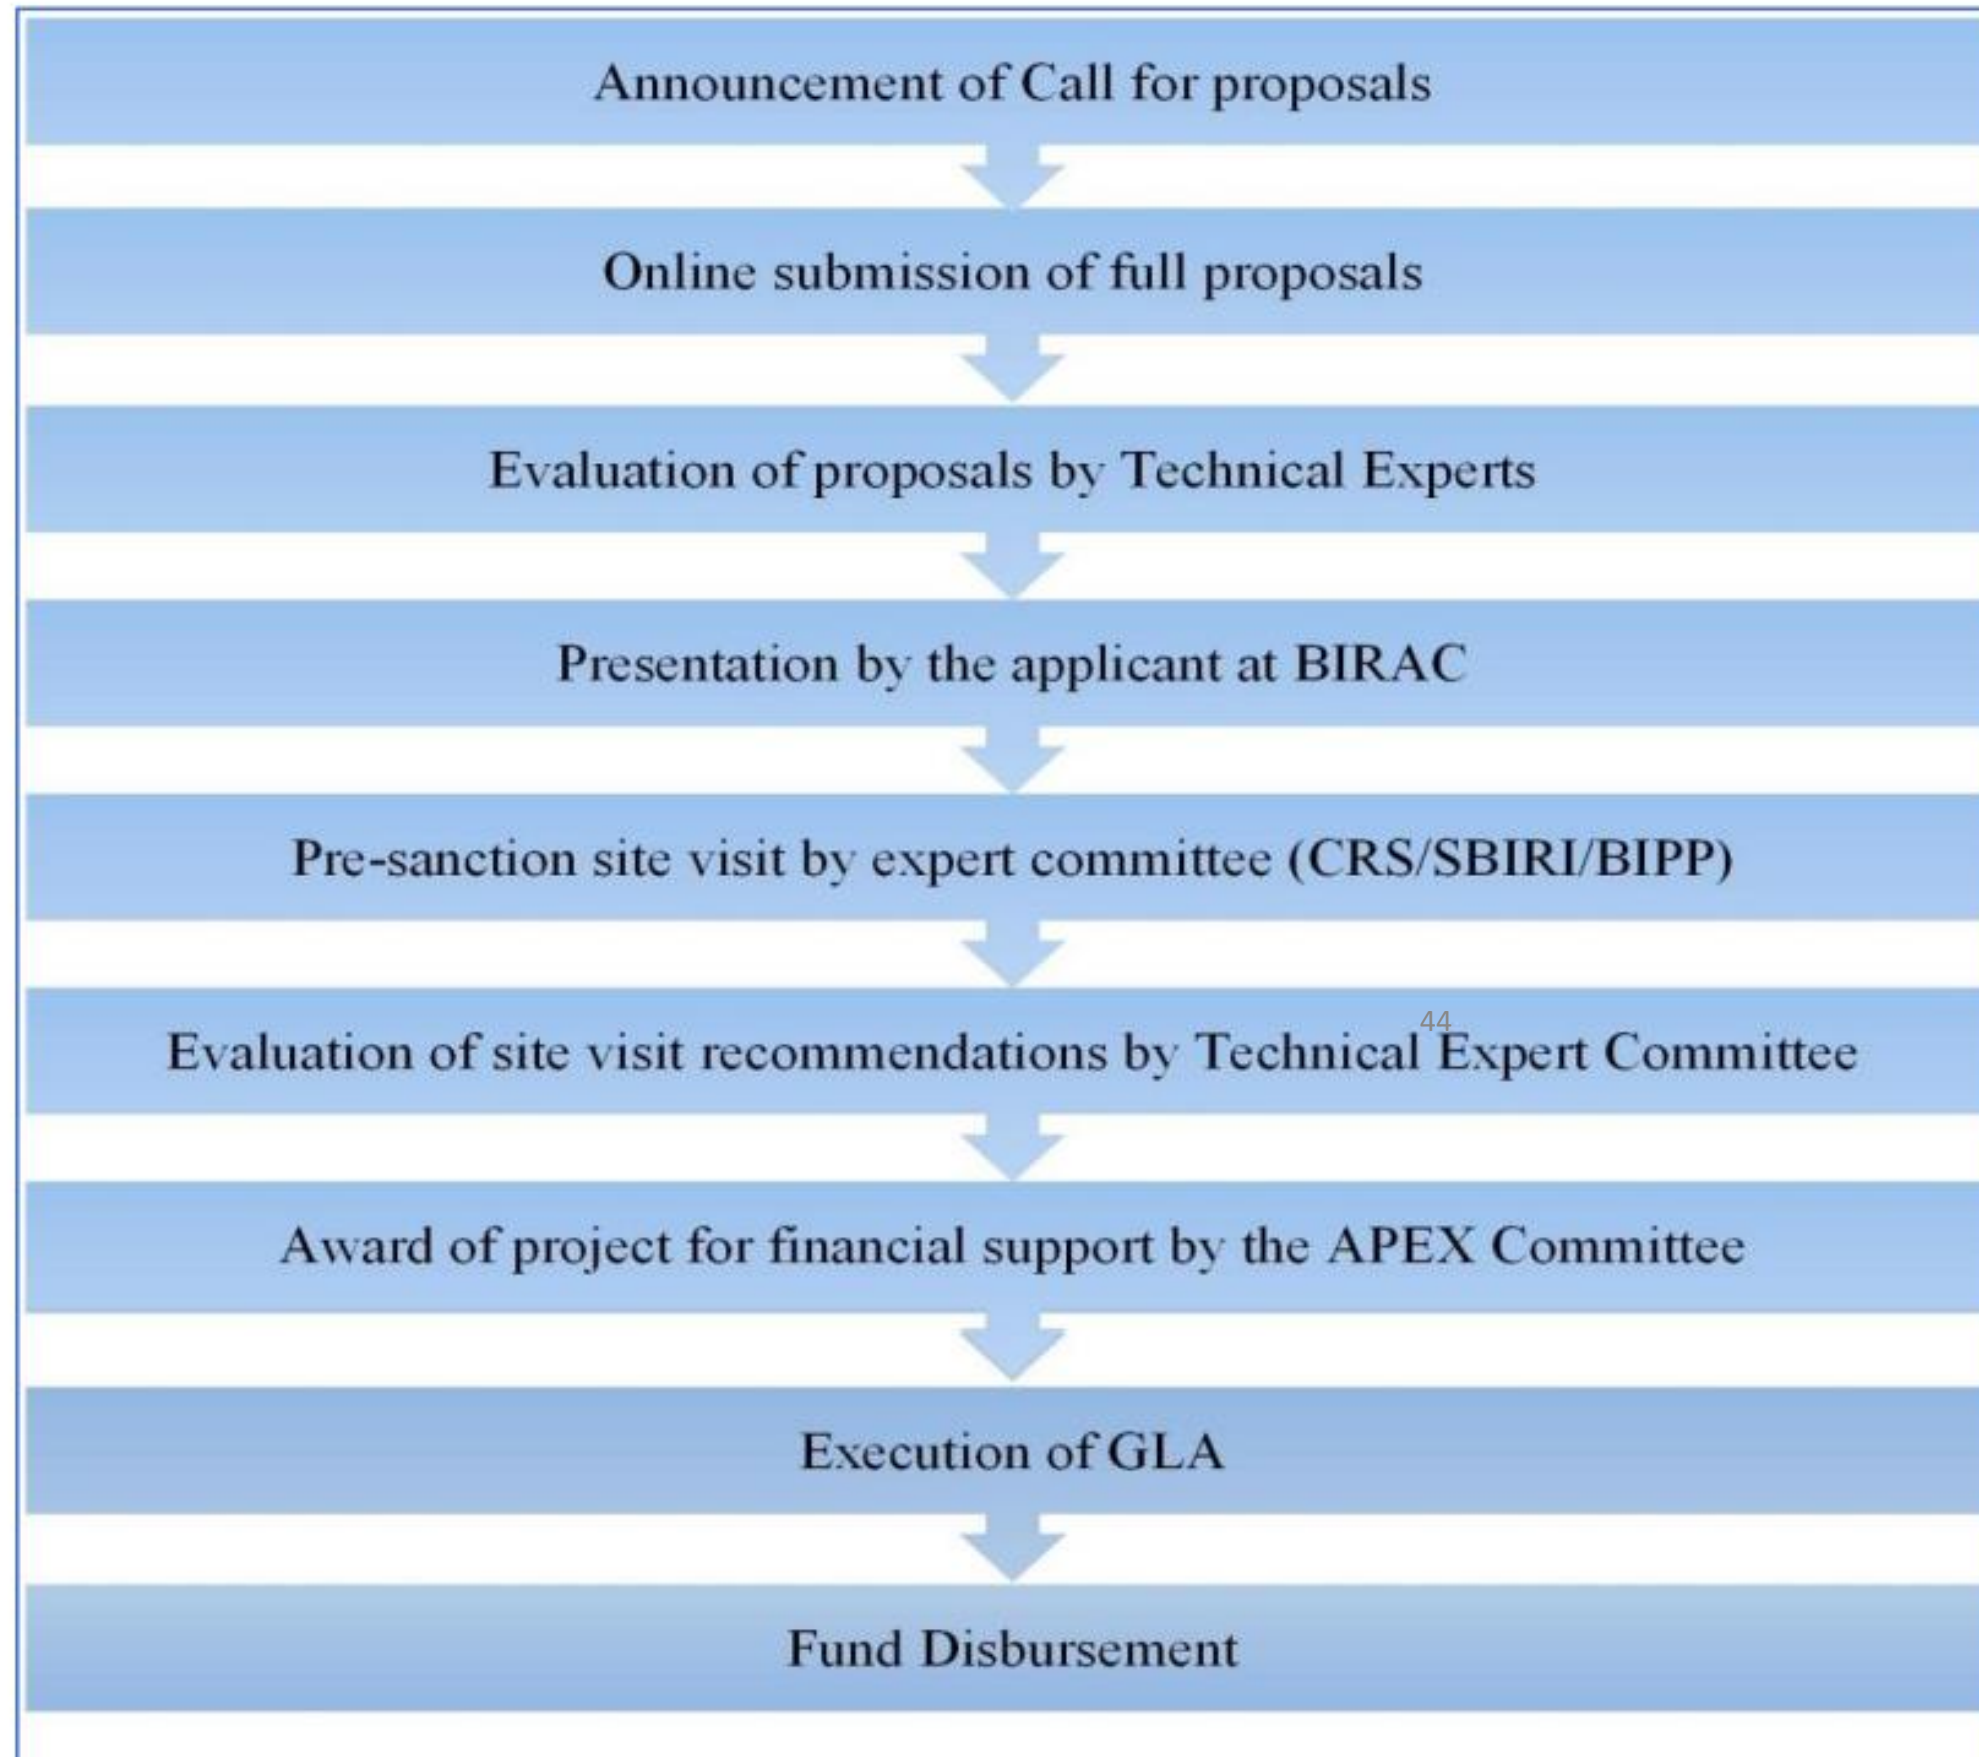 Announcement of Call for proposals
Online submission of full proposals
Evaluation of proposals by Technical Experts
Presentation by the applicant at BIRAC
Pre-sanction site visit by expert committee (CRS/SBIRI/BIPP)
44
Evaluation of site visit recommendations by Technical Expert Committee
Award of project for financial support by the APEX Committee
Execution of GLA
Fund Disbursement